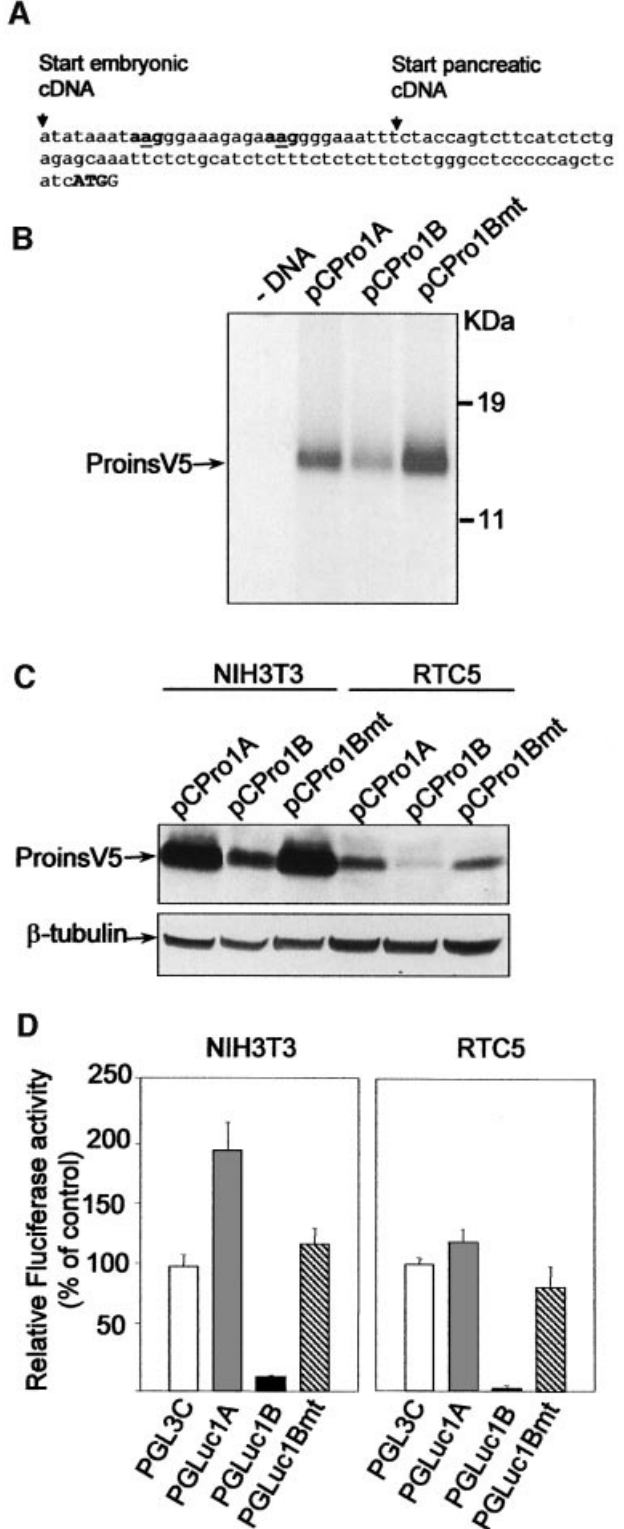 A
Start embryonic cDNA
Start pancreatic cDNA
atataaataagggaaagagaaaggggaaatttctaccagtcttcatctctg
agagcaaattctctgcatctctttctctcttctctgggcctcccccagctc
atcATGG
B
- DNA pCPro1A pCPro1B pCPro1Bmt
KDa
19
ProinsV5
11
C
NIH3T3 RTC5
pCPro1A pCPro1B pCPro1Bmt pCPro1A pCPro1B pCPro1Bmt
ProinsV5
β-tubulin
D
NIH3T3 RTC5
Relative Fluciferase activity
(% of control)
250
200
150
100
50
PGL3C PGLuc1A PGLuc1B PGLuc1Bmt PGL3C PGLuc1A PGLuc1B PGLuc1Bmt